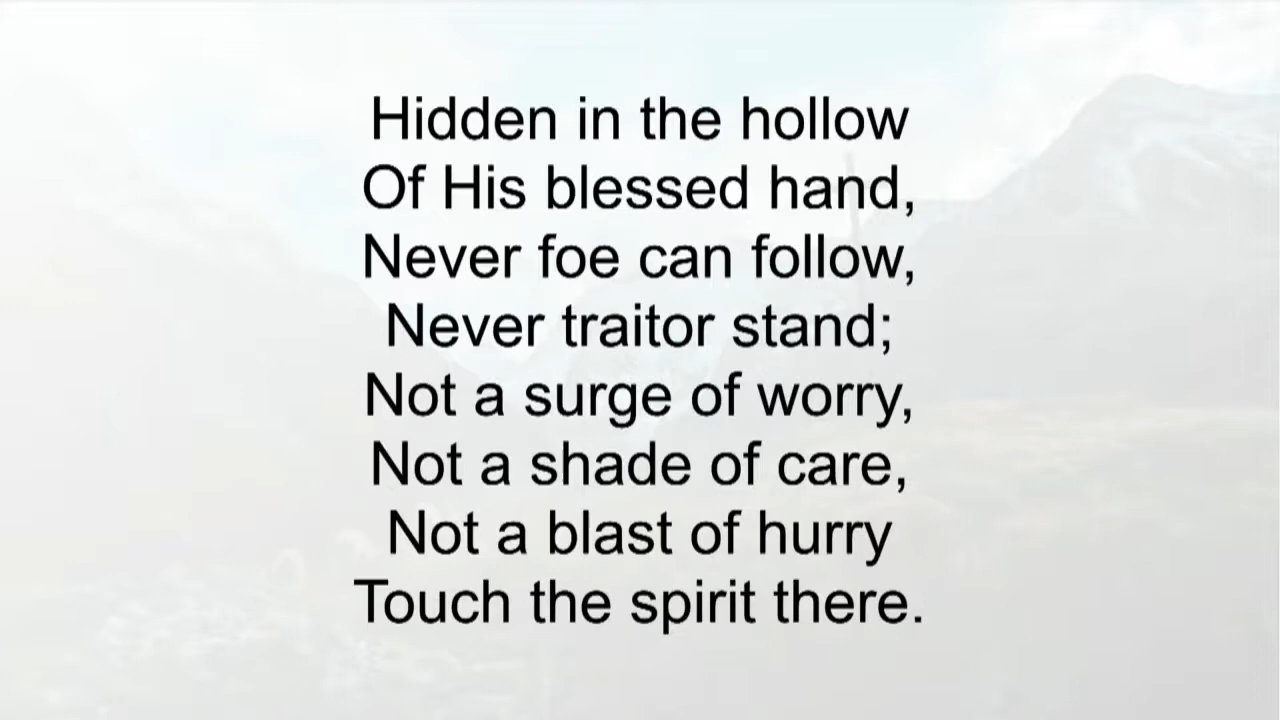 Hidden in the hollow
Of His blessed hand,
Never foe can follow,
Never traitor stand;
Not a surge of worry,
Not a shade of care,
Not a blast of hurry
Touch the spirit there.